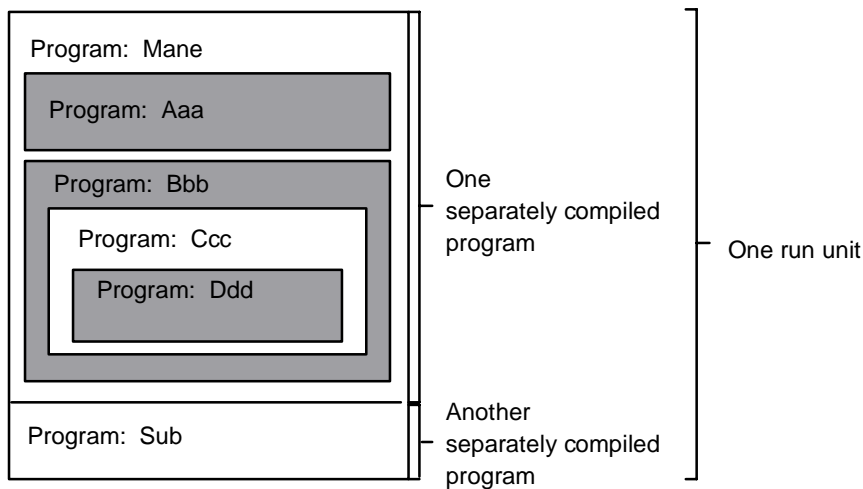 Program: Mane
Program: Aaa
Program: Bbb
Program: Ccc
Program: Ddd
One
separately compiled
program
One run unit
Program: Sub
Another
separately compiled
program